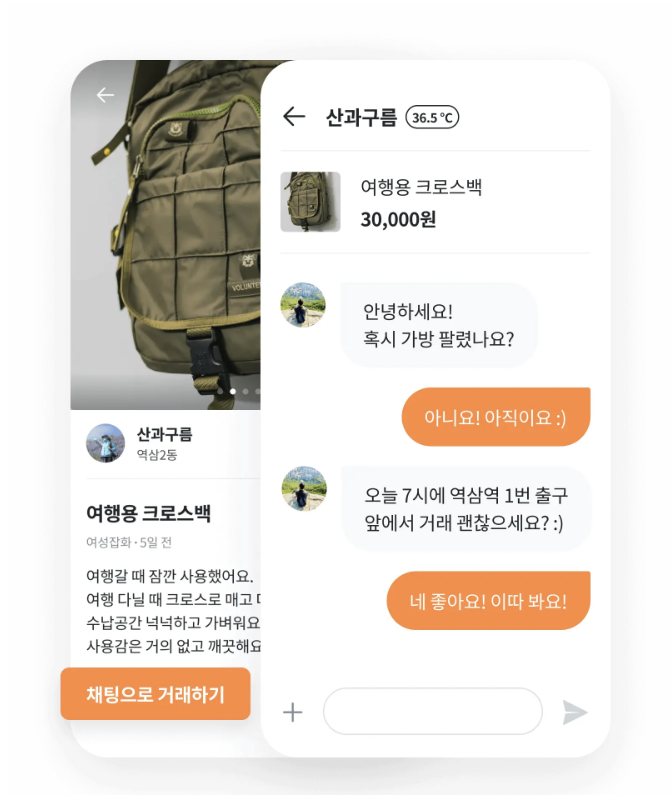 산과구름 36.5℃
여행용 크로스백
30,000원
안녕하세요!
혹시 가방 팔렸나요?
아니요! 아직이요 :)
오늘 7시에 역삼역 1번 출구
앞에서 거래 괜찮으세요? :)
네 좋아요! 이따 봐요!
VOLUNTE
산과구름
역삼2동
여행용 크로스백
여성잡화 · 5일 전
여행갈 때 잠깐 사용했어요.
여행 다닐 때 크로스로 매고
수납공간 넉넉하고 가벼워요
사용감은 거의 없고 깨끗해요
채팅으로 거래하기